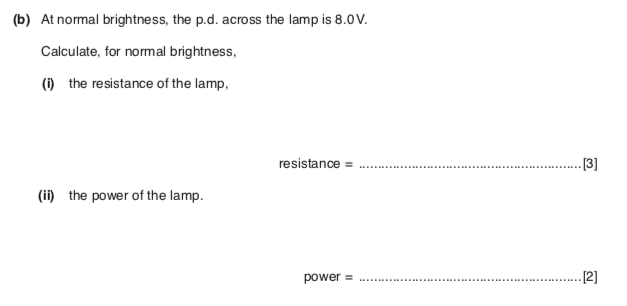 (b) At normal brightness, the p.d. across the lamp is 8.0V.
Calculate, for normal brightness,
(i) the resistance of the lamp,
resistance = ............................................................[3]
(ii) the power of the lamp.
power = ............................................................[2]